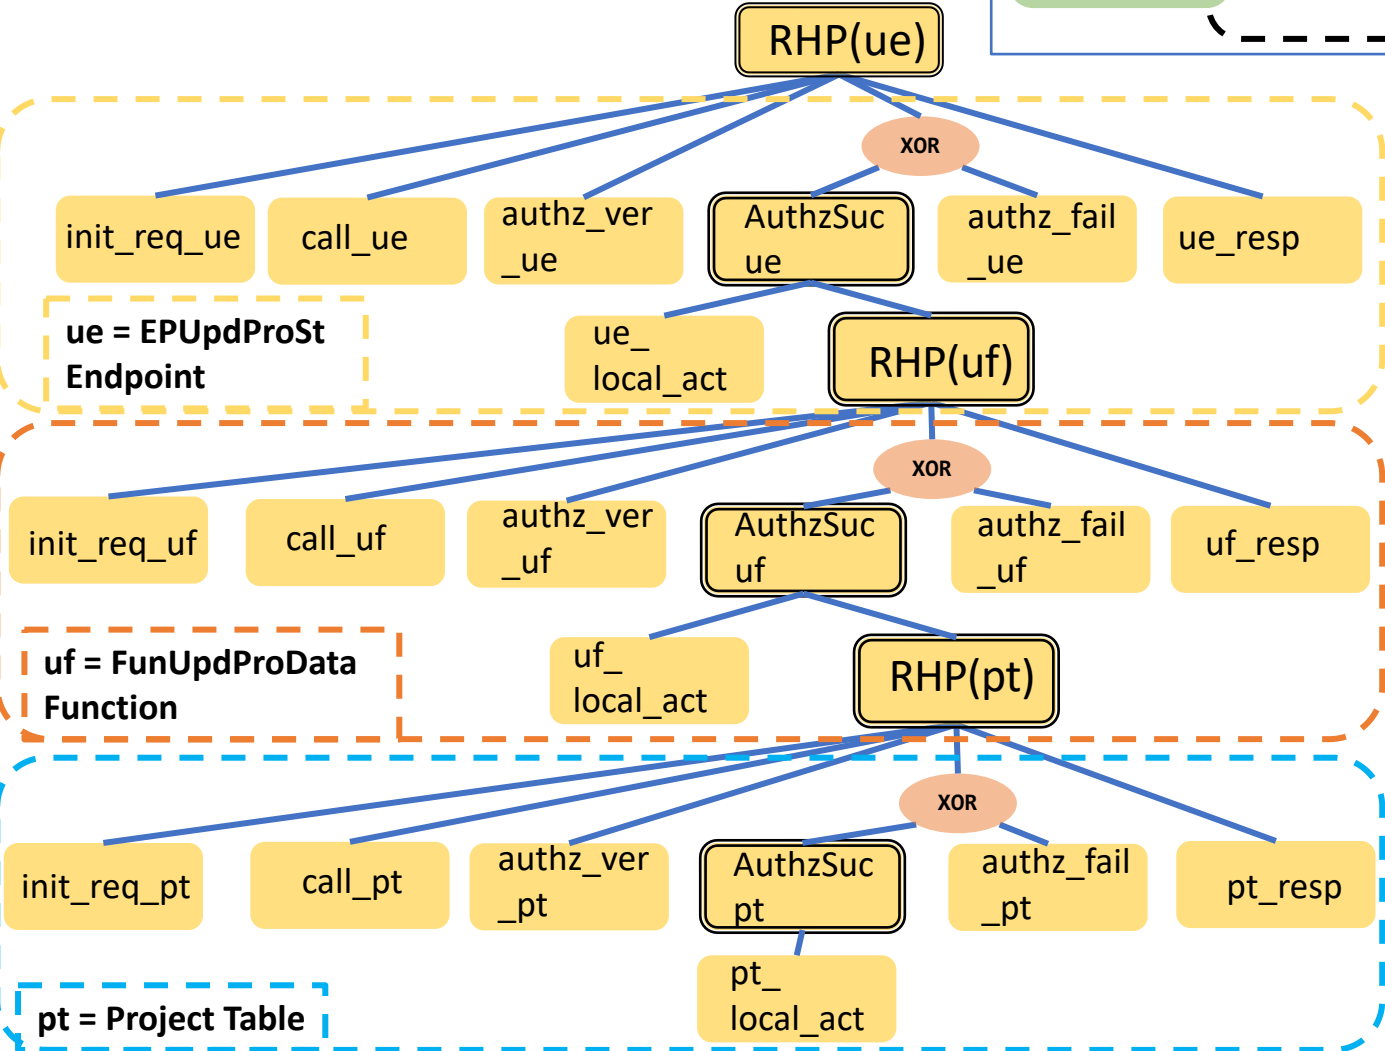 RHP(ue)
XOR
init_req_ue
call_ue
authz_ver
_ue
AuthzSuc
ue
authz_fail
_ue
ue_resp
ue = EPUpdProSt
Endpoint
ue_
local_act
RHP(uf)
XOR
init_req_uf
call_uf
authz_ver
_uf
AuthzSuc
uf
authz_fail
_uf
uf_resp
uf = FunUpdProData
Function
uf_
local_act
RHP(pt)
XOR
init_req_pt
call_pt
authz_ver
_pt
AuthzSuc
pt
authz_fail
_pt
pt_resp
pt_
local_act
pt = Project Table